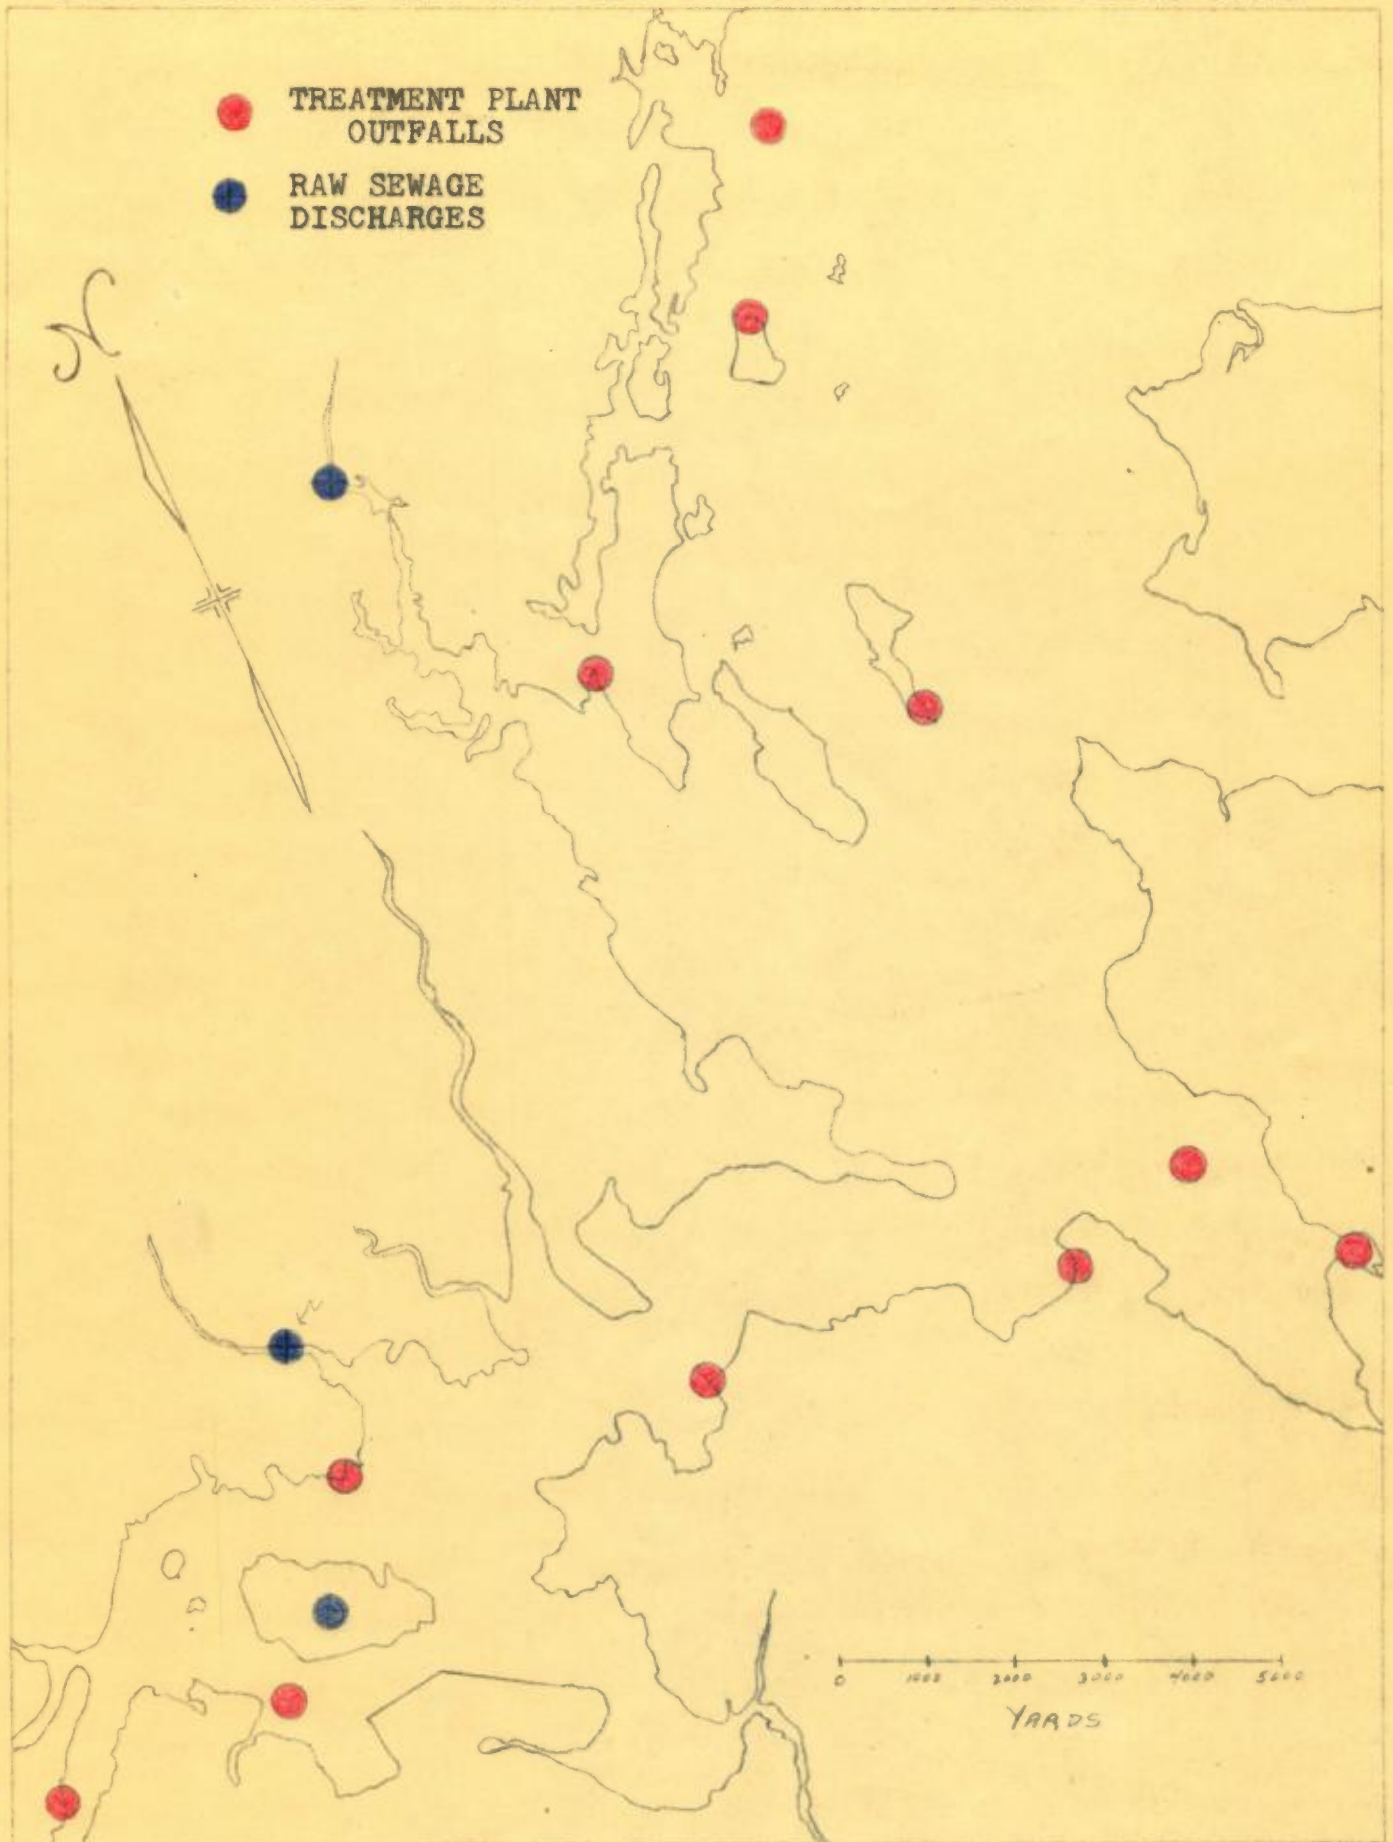 TREATMENT PLANT
OUTFALLS
RAW SEWAGE
DISCHARGES
N
0 1000 2000 3000 4000 5000
YARDS